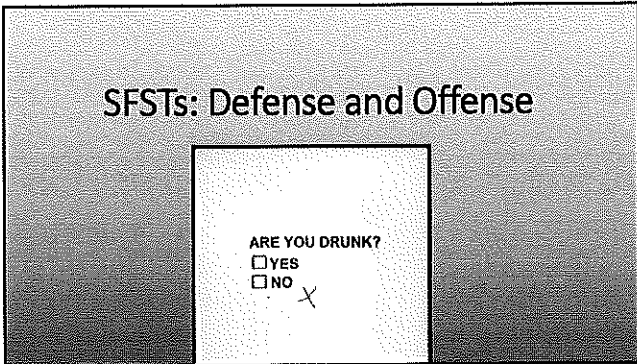 SFSTs: Defense and Offense
ARE YOU DRUNK?
☐ YES
☐ NO
X